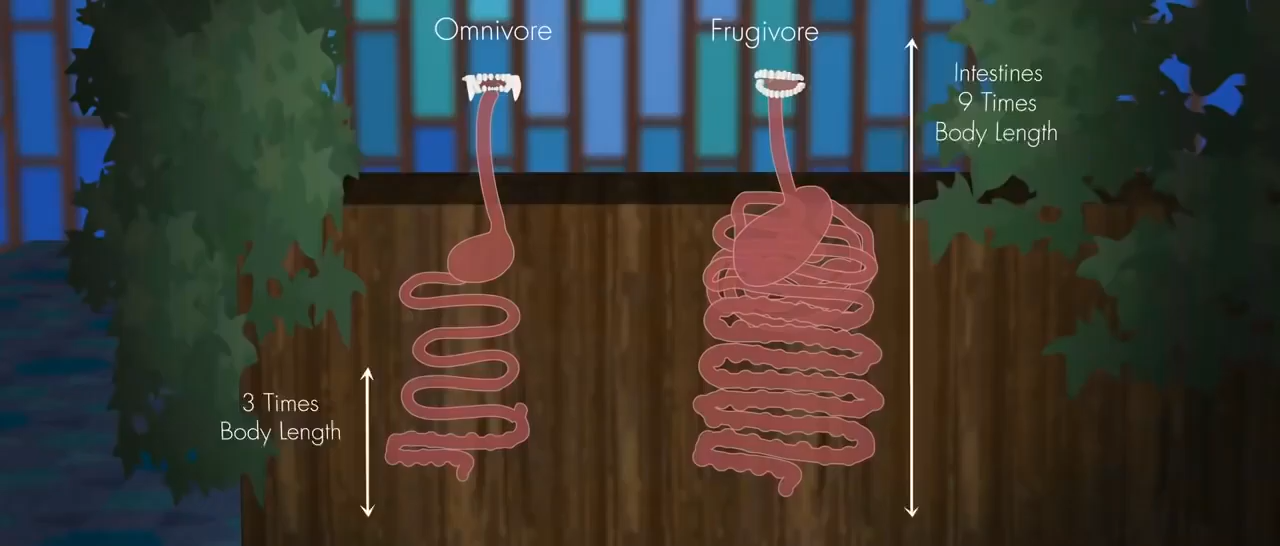 Omnivore
Frugivore
Intestines
9 Times
Body Length
3 Times
Body Length